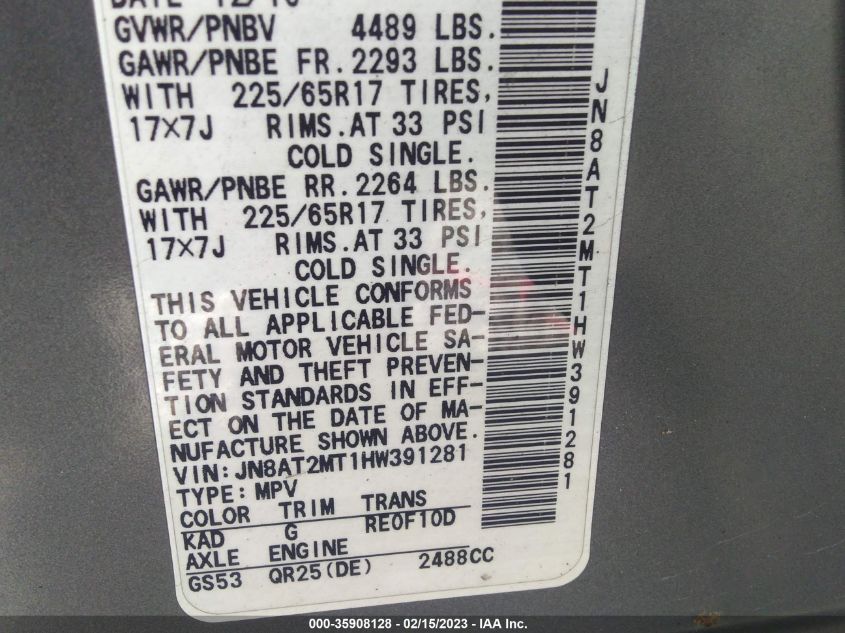 GVWR/PNBV 4489 LBS.
GAWR/PNBE FR. 2293 LBS.
WITH 225/65R17 TIRES,
17×7J RIMS. AT 33 PSI
COLD SINGLE.
GAWR/PNBE RR. 2264 LBS.
WITH 225/65R17 TIRES,
17×7J RIMS. AT 33 PSI
COLD SINGLE.
THIS VEHICLE CONFORMS
TO ALL APPLICABLE FED-
ERAL MOTOR VEHICLE SA-
FETY AND THEFT PREVEN-
TION STANDARDS IN EFF-
ECT ON THE DATE OF MA-
NUFACTURE SHOWN ABOVE.
VIN: JN8AT2MT1HW391281
TYPE: MPV
COLOR TRIM TRANS
KAD G RE0F10D
AXLE ENGINE
GS53 QR25(DE) 2488CC
JN8AT2MT1HW391281
000-35908128 - 02/15/2023 - IAA Inc.